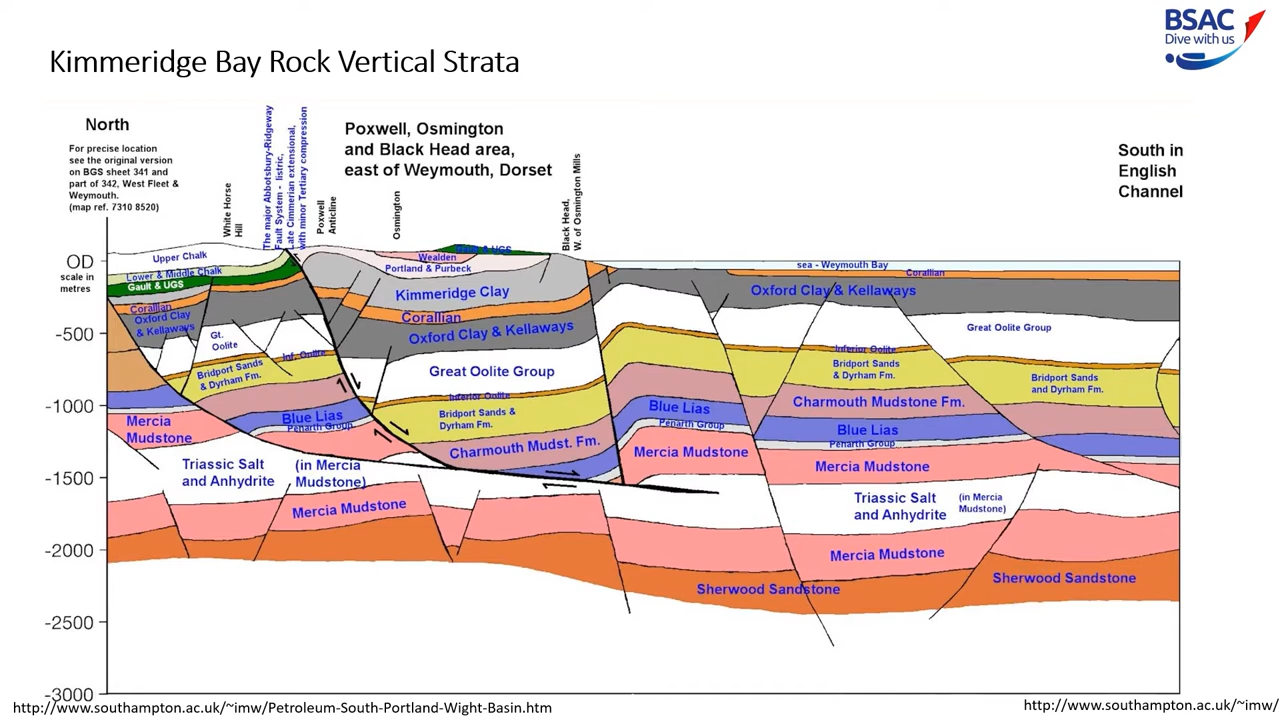 BSAC
Dive with us
Kimmeridge Bay Rock Vertical Strata
North
For precise location
see the original version
on BGS sheet 341 and
part of 342, West Fleet &
Weymouth.
(map ref. 7310 8520)
White Horse
Hill
The major Abbotsbury-Ridgeway
Fault System - listric,
Late Cimmerian extensional,
with minor Tertiary compression
Poxwell
Anticline
Poxwell, Osmington
and Black Head area,
east of Weymouth, Dorset
Osmington
Black Head,
W. of Osmington Mills
South in
English
Channel
OD
scale in
metres
-500
-1000
-1500
-2000
-2500
-3000
Upper Chalk
Lower & Middle Chalk
Gault & UGS
Corallian
Oxford Clay
& Kellaways
Gt.
Oolite
Inf. Oolite
Bridport Sands
& Dyrham Fm.
Blue Lias
Penarth Group
Mercia
Mudstone
Triassic Salt
and Anhydrite
(in Mercia
Mudstone)
Mercia Mudstone
& UGS
Wealden
Portland & Purbeck
Kimmeridge Clay
Corallian
Oxford Clay & Kellaways
Great Oolite Group
Inferior Oolite
Bridport Sands &
Dyrham Fm.
Charmouth Mudst. Fm.
Blue Lias
Penarth Group
Mercia Mudstone
sea - Weymouth Bay
Corallian
Oxford Clay & Kellaways
Great Oolite Group
Inferior Oolite
Bridport Sands
& Dyrham Fm.
Bridport Sands
and Dyrham Fm.
Charmouth Mudstone Fm.
Blue Lias
Penarth Group
Mercia Mudstone
Triassic Salt
and Anhydrite
(in Mercia
Mudstone)
Mercia Mudstone
Sherwood Sandstone
Sherwood Sandstone
http://www.southampton.ac.uk/~imw/Petroleum-South-Portland-Wight-Basin.htm
http://www.southampton.ac.uk/~imw/